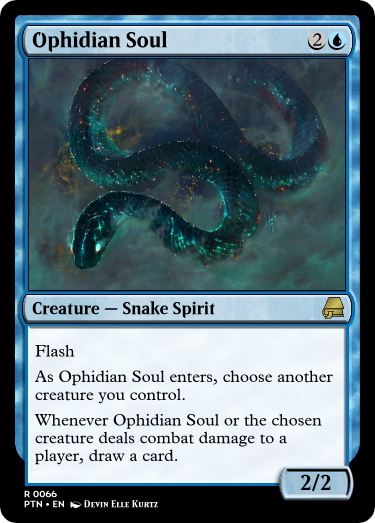 Ophidian Soul 2
Creature — Snake Spirit
Flash
As Ophidian Soul enters, choose another
creature you control.
Whenever Ophidian Soul or the chosen
creature deals combat damage to a
player, draw a card.
2/2
R 0066
PTN • EN Devin Elle Kurtz